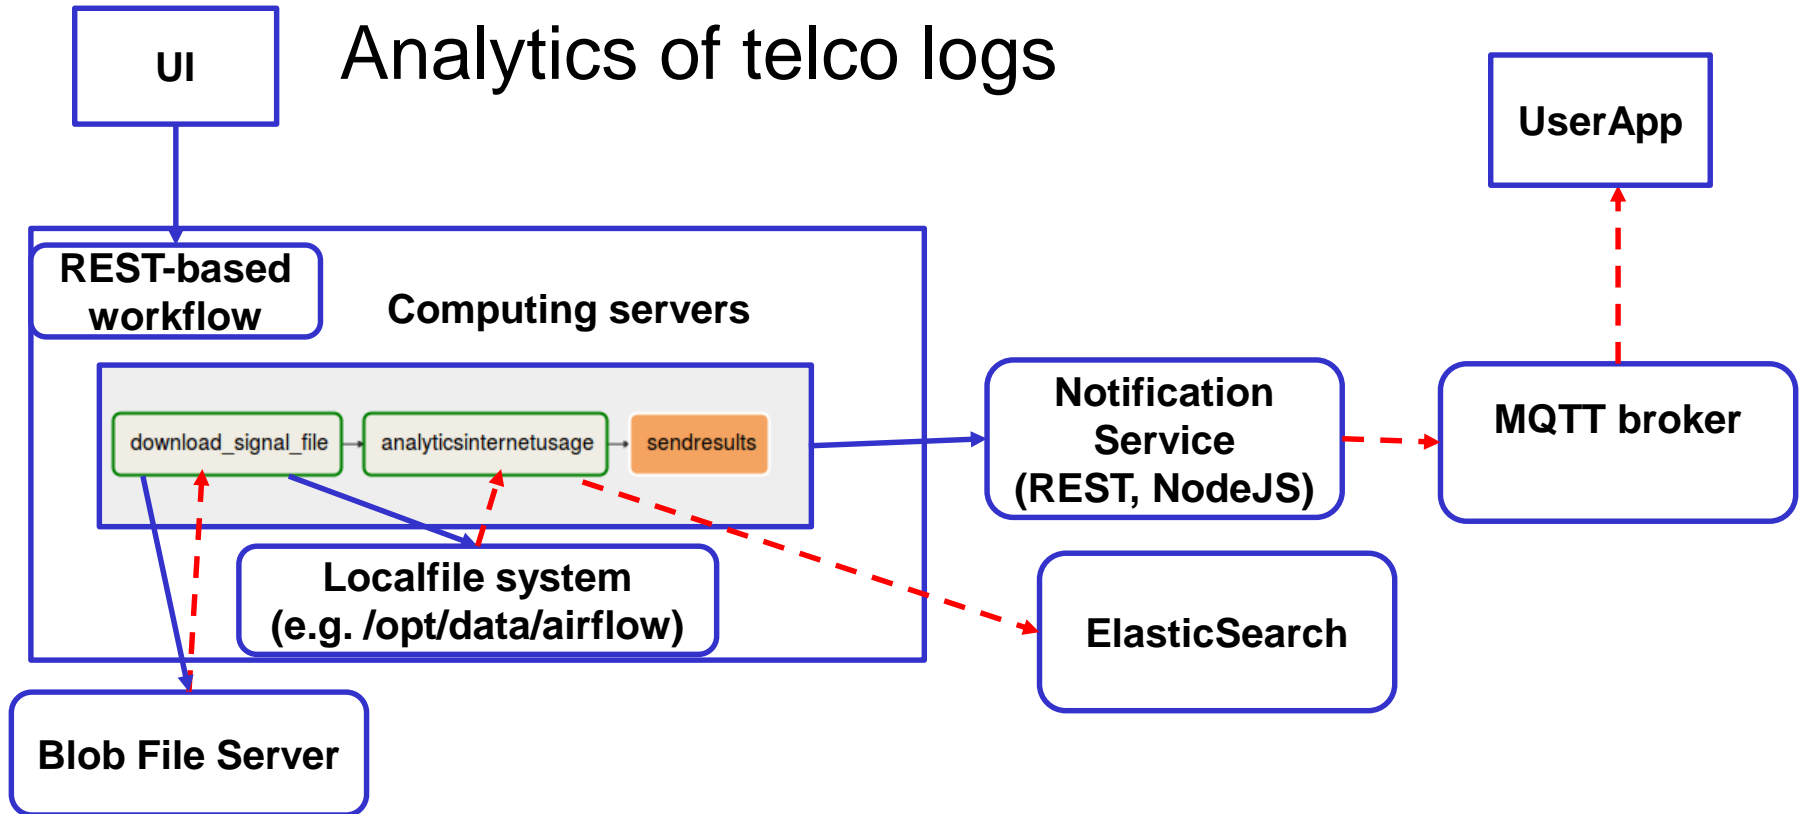 UI
Analytics of telco logs
UserApp
REST-based
workflow
Computing servers
download_signal_file
analyticsinternetusage
sendresults
Notification
Service
(REST, NodeJS)
MQTT broker
Localfile system
(e.g. /opt/data/airflow)
ElasticSearch
Blob File Server